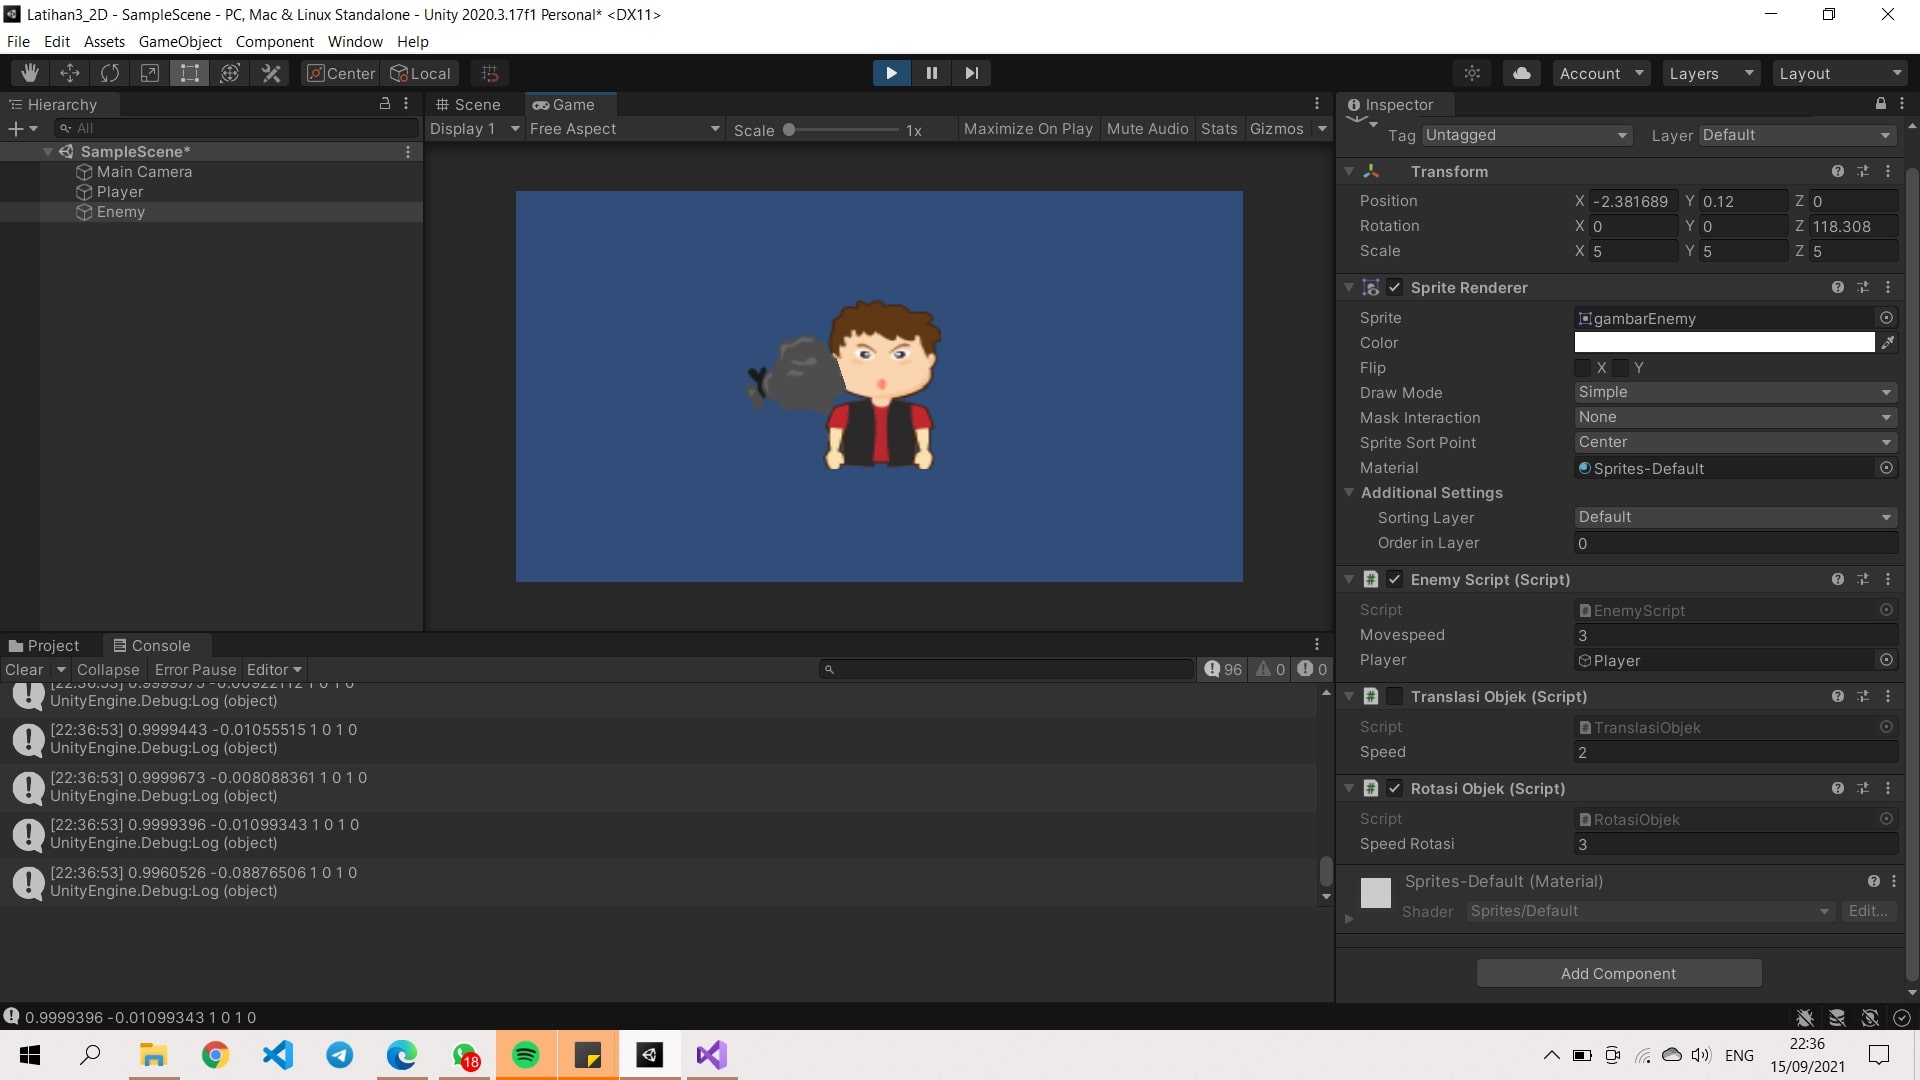 Latihan3_2D - SampleScene - PC, Mac & Linux Standalone - Unity 2020.3.17f1 Personal* <DX11>
File Edit Assets GameObject Component Window Help
Center Local Account Layers Layout
Hierarchy
All
SampleScene*
Main Camera
Player
Enemy
Scene Game
Display 1 Free Aspect Scale 1x Maximize On Play Mute Audio Stats Gizmos
Inspector
Tag Untagged Layer Default
Transform
Position X -2.381689 Y 0.12 Z 0
Rotation X 0 Y 0 Z 118.308
Scale X 5 Y 5 Z 5
Sprite Renderer
Sprite gambarEnemy
Color
Flip X Y
Draw Mode Simple
Mask Interaction None
Sprite Sort Point Center
Material Sprites-Default
Additional Settings
Sorting Layer Default
Order in Layer 0
Enemy Script (Script)
Script EnemyScript
Movespeed 3
Player Player
Translasi Objek (Script)
Script TranslasiObjek
Speed 2
Rotasi Objek (Script)
Script RotasiObjek
Speed Rotasi 3
Sprites-Default (Material)
Shader Sprites/Default Edit...
Add Component
Project Console
Clear Collapse Error Pause Editor 96 0 0
[22:36:53] 0.9999575 -0.00922112 1 0 1 0
UnityEngine.Debug:Log (object)
[22:36:53] 0.9999443 -0.01055515 1 0 1 0
UnityEngine.Debug:Log (object)
[22:36:53] 0.9999673 -0.008088361 1 0 1 0
UnityEngine.Debug:Log (object)
[22:36:53] 0.9999396 -0.01099343 1 0 1 0
UnityEngine.Debug:Log (object)
[22:36:53] 0.9960526 -0.08876506 1 0 1 0
UnityEngine.Debug:Log (object)
0.9999396 -0.01099343 1 0 1 0
18
ENG
22:36
15/09/2021